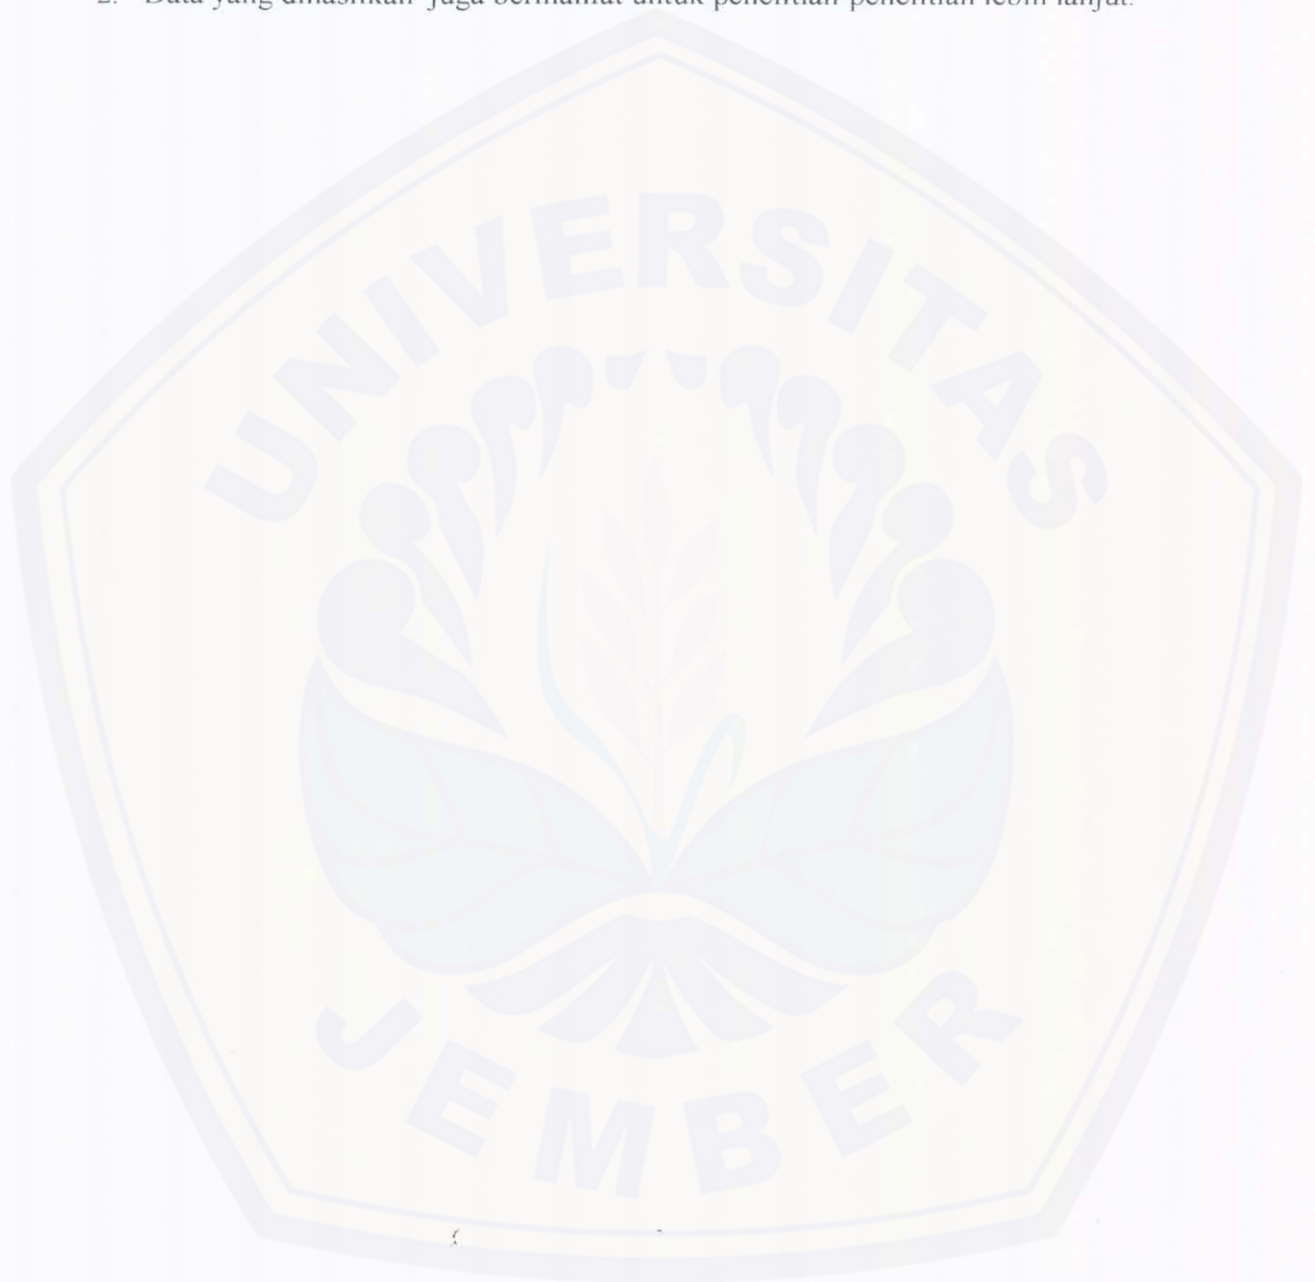 2. Data yang dihasilkan juga bermanfaat untuk penelitian-penelitian lebih lanjut.
UNIVERSITAS
JEMBER